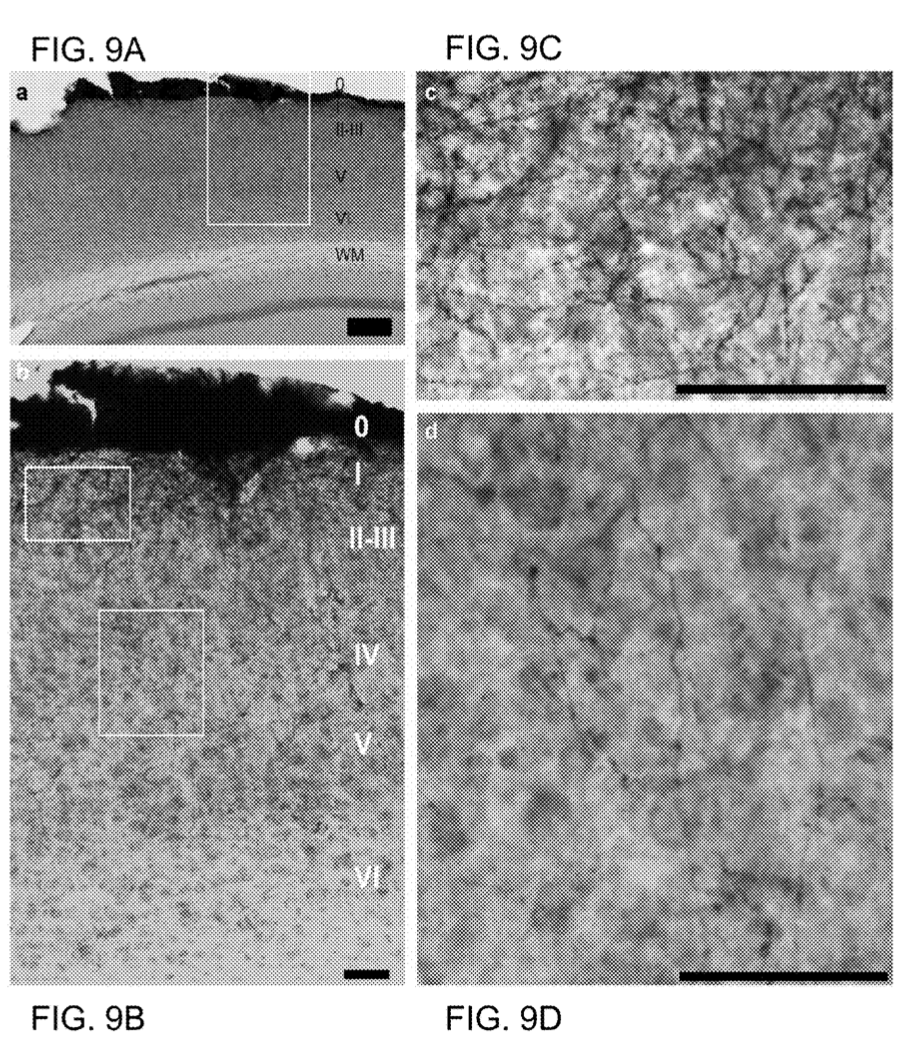 FIG. 9A
a
0
II-III
V
VI
WM
FIG. 9C
c
b
0
I
II-III
IV
V
VI
d
FIG. 9B
FIG. 9D